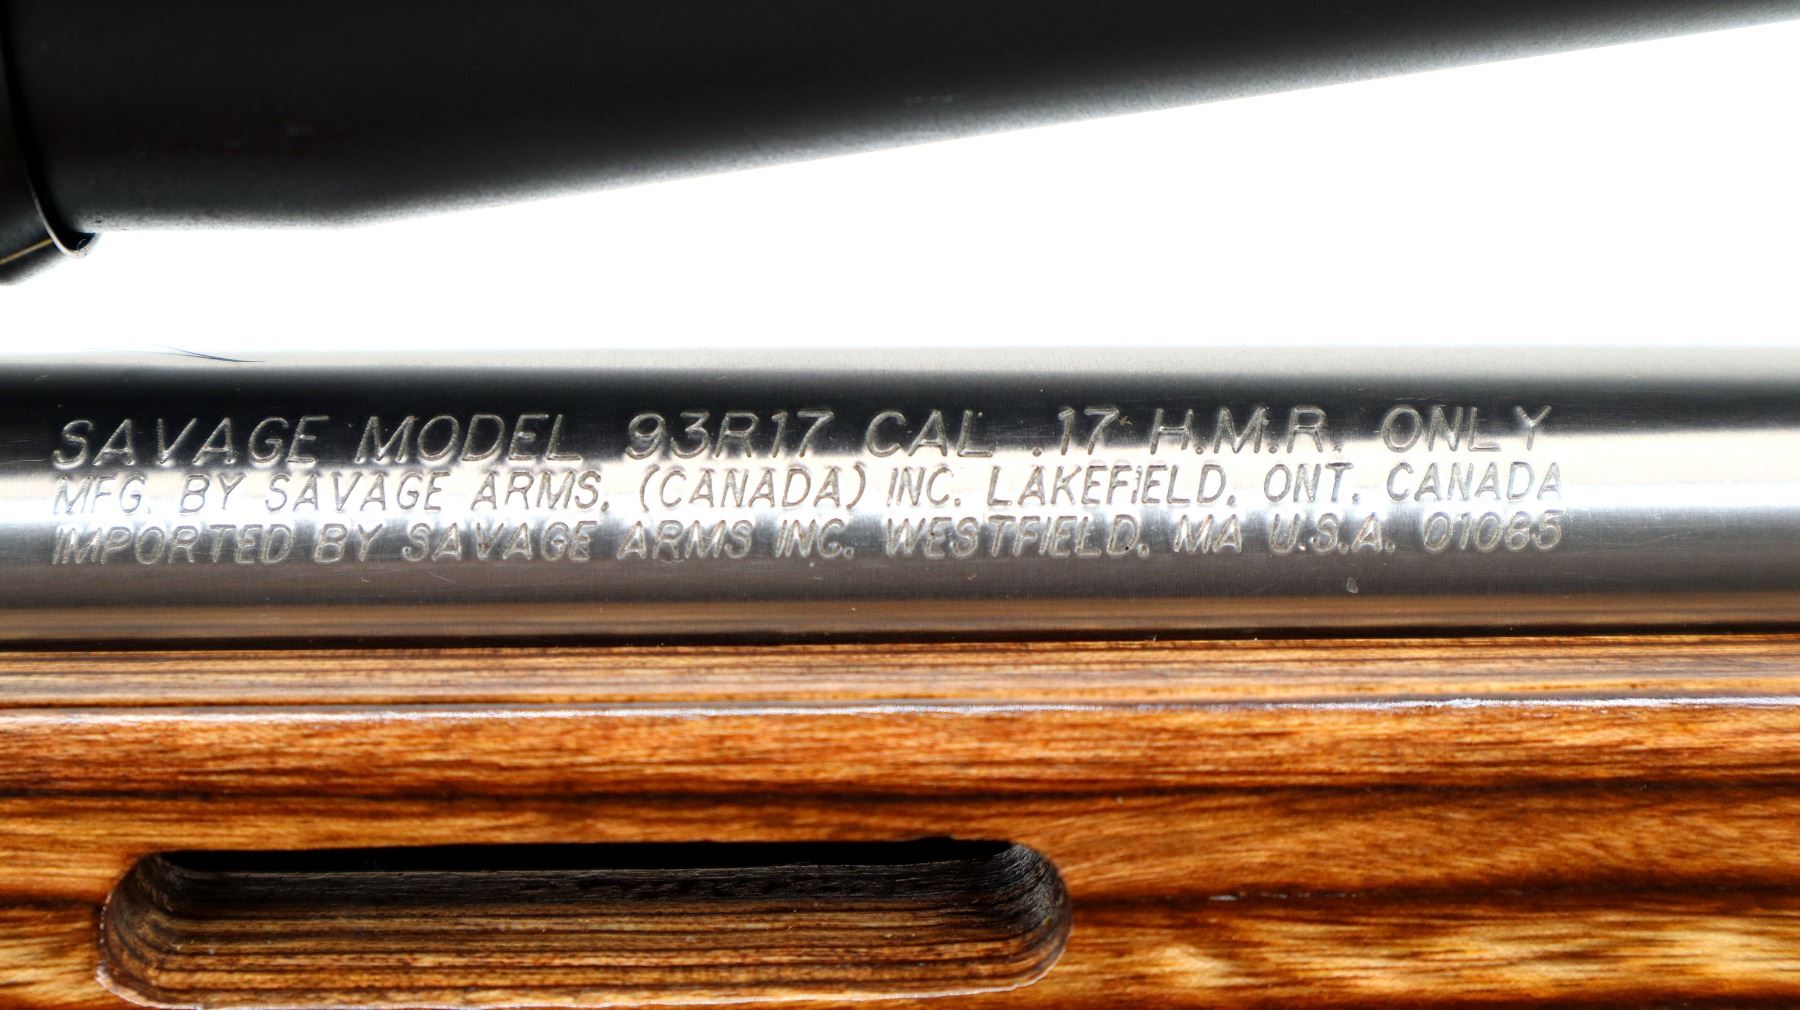 SAVAGE MODEL 93R17 CAL .17 H.M.R. ONLY
MFG. BY SAVAGE ARMS. (CANADA) INC. LAKEFIELD. ONT. CANADA
IMPORTED BY SAVAGE ARMS INC. WESTFIELD. MA U.S.A. 01085